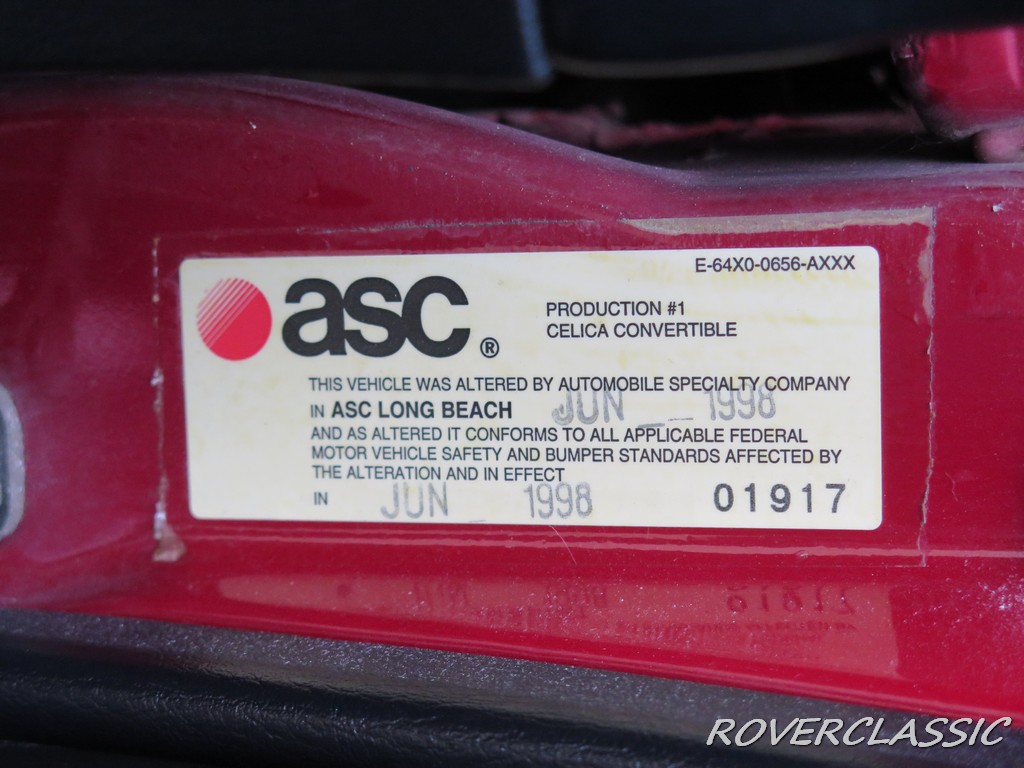 E-64X0-0656-AXXX
asc®
PRODUCTION #1
CELICA CONVERTIBLE
THIS VEHICLE WAS ALTERED BY AUTOMOBILE SPECIALTY COMPANY
IN ASC LONG BEACH JUN _ _ 1998
AND AS ALTERED IT CONFORMS TO ALL APPLICABLE FEDERAL
MOTOR VEHICLE SAFETY AND BUMPER STANDARDS AFFECTED BY
THE ALTERATION AND IN EFFECT
IN JUN _ 1998 01917
ROVERCLASSIC